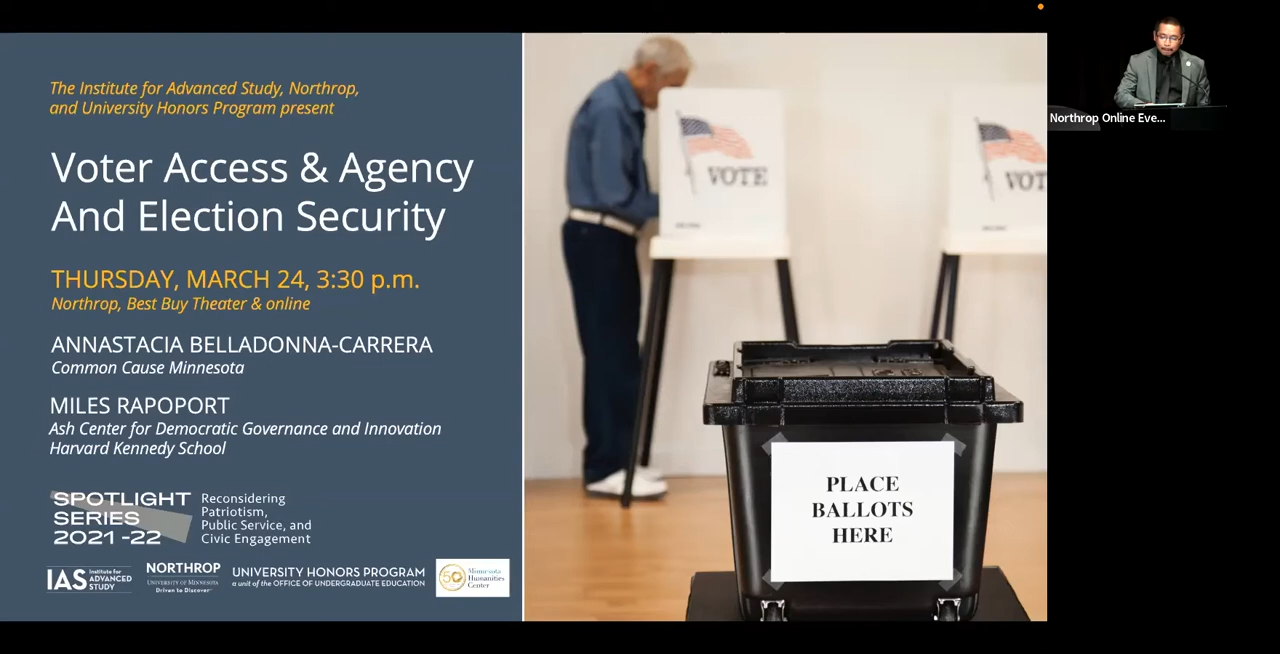 The Institute for Advanced Study, Northrop,
and University Honors Program present
Voter Access & Agency
And Election Security
THURSDAY, MARCH 24, 3:30 p.m.
Northrop, Best Buy Theater & online
ANNASTACIA BELLADONNA-CARRERA
Common Cause Minnesota
MILES RAPOPORT
Ash Center for Democratic Governance and Innovation
Harvard Kennedy School
SPOTLIGHT
SERIES
2021-22
Reconsidering
Patriotism,
Public Service, and
Civic Engagement
IAS Institute for
ADVANCED
STUDY
NORTHROP
UNIVERSITY OF MINNESOTA
Driven to Discover
UNIVERSITY HONORS PROGRAM
a unit of the OFFICE OF UNDERGRADUATE EDUCATION
50
Minnesota
Humanities
Center
VOTE
VOT
PLACE
BALLOTS
HERE
Northrop Online Eve...